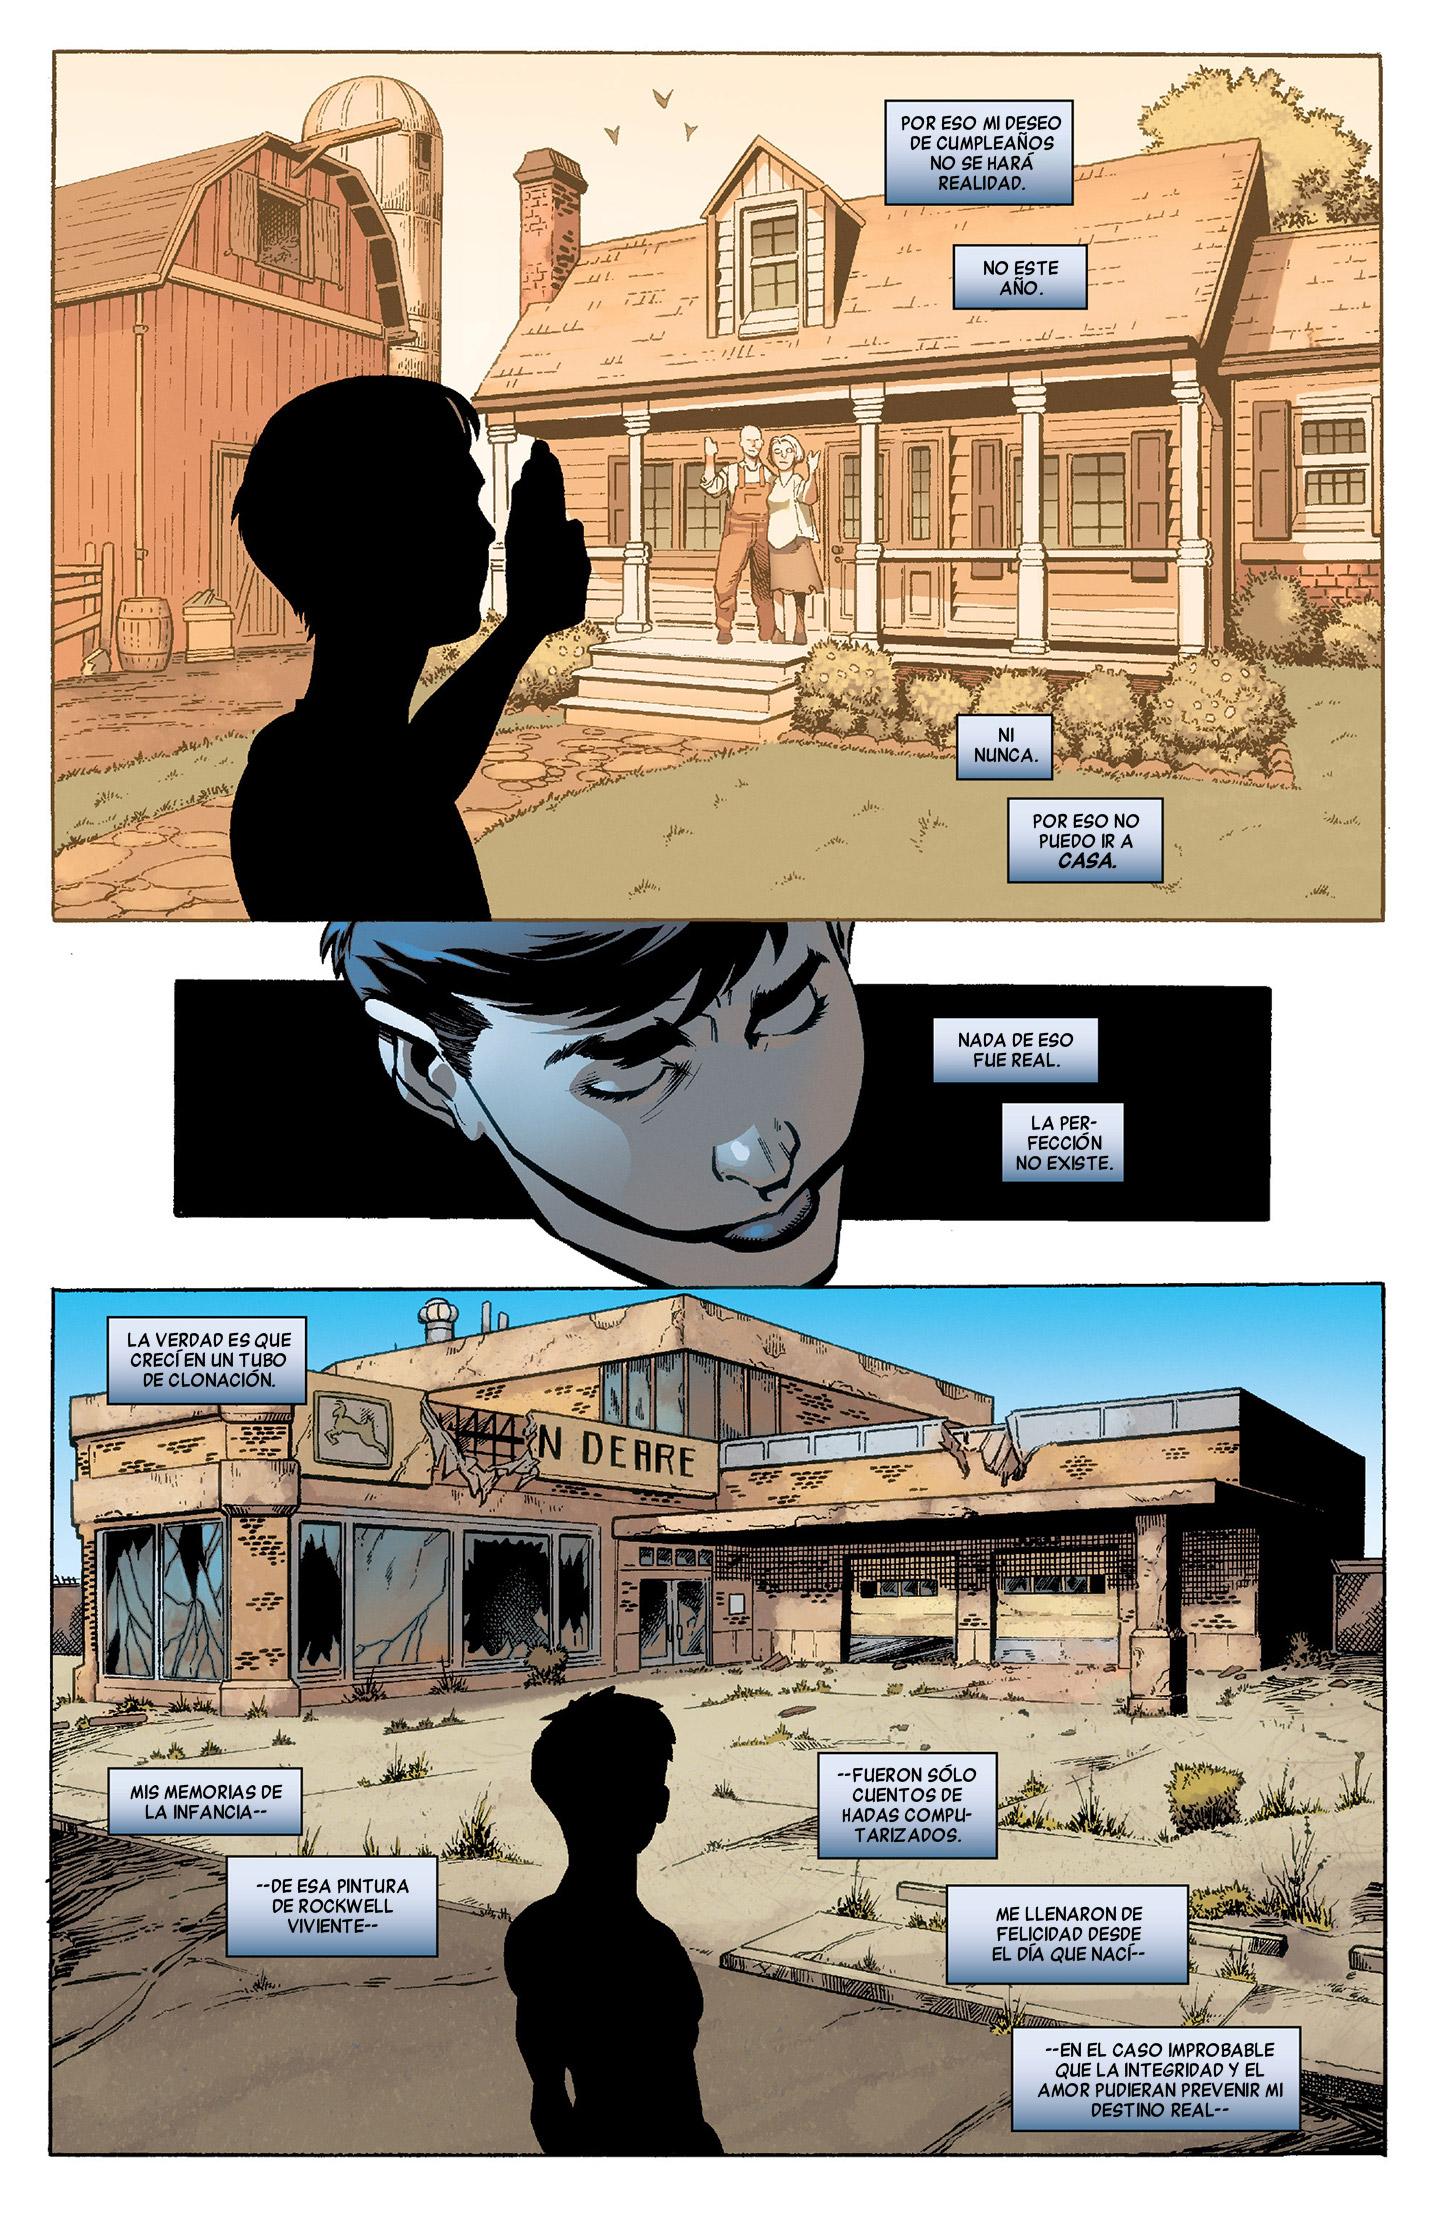 POR ESO MI DESEO
DE CUMPLEAÑOS
NO SE HARÁ
REALIDAD.
NO ESTE
AÑO.
NI
NUNCA.
POR ESO NO
PUEDO IR A
CASA.
NADA DE ESO
FUE REAL.
LA PER-
FECCIÓN
NO EXISTE.
LA VERDAD ES QUE
CRECÍ EN UN TUBO
DE CLONACIÓN.
N DEARE
MIS MEMORIAS DE
LA INFANCIA--
--DE ESA PINTURA
DE ROCKWELL
VIVIENTE--
--FUERON SÓLO
CUENTOS DE
HADAS COMPU-
TARIZADOS.
ME LLENARON DE
FELICIDAD DESDE
EL DÍA QUE NACÍ--
--EN EL CASO IMPROBABLE
QUE LA INTEGRIDAD Y EL
AMOR PUDIERAN PREVENIR MI
DESTINO REAL--